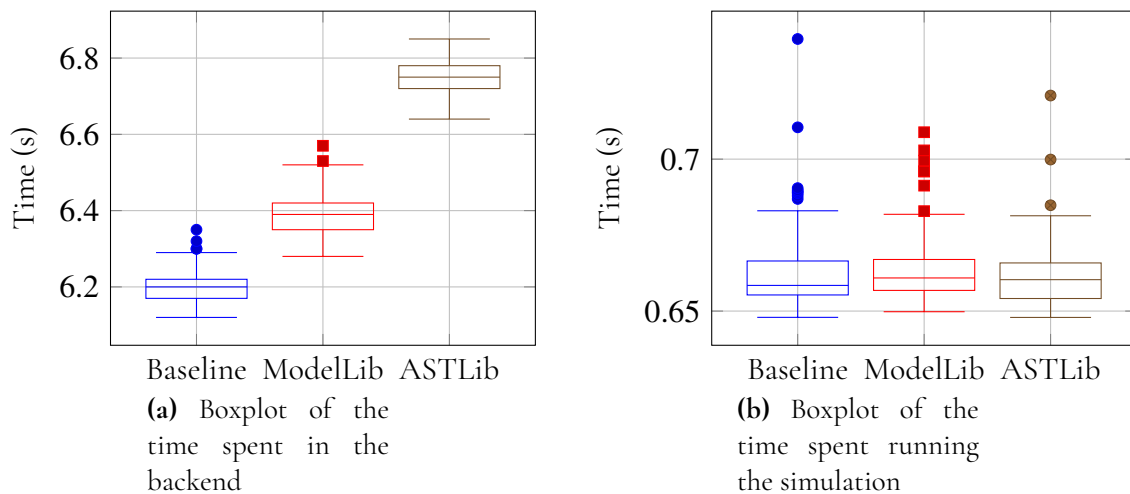 6.8
6.6
6.4
6.2
Time (s)
Baseline ModelLib ASTLib
(a) Boxplot of the
time spent in the
backend
0.7
0.65
Time (s)
Baseline ModelLib ASTLib
(b) Boxplot of the
time spent running
the simulation